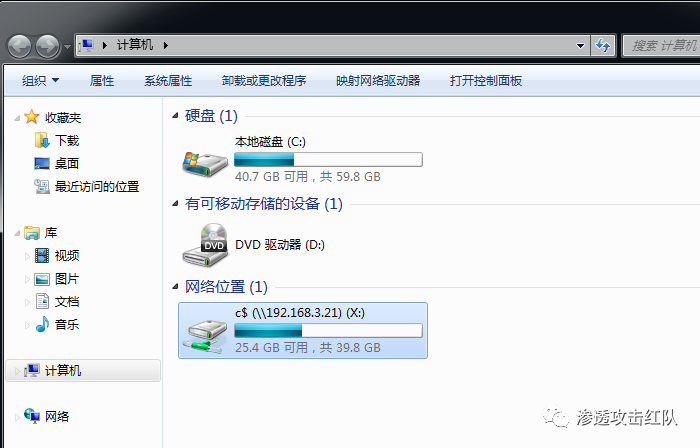 计算机
搜索 计算机
组织 属性 系统属性 卸载或更改程序 映射网络驱动器 打开控制面板
收藏夹
下载
桌面
最近访问的位置
库
视频
图片
文档
音乐
计算机
网络
硬盘 (1)
本地磁盘 (C:)
40.7 GB 可用，共 59.8 GB
有可移动存储的设备 (1)
DVD
DVD 驱动器 (D:)
网络位置 (1)
c$ (\\192.168.3.21) (X:)
25.4 GB 可用，共 39.8 GB
渗透攻击红队